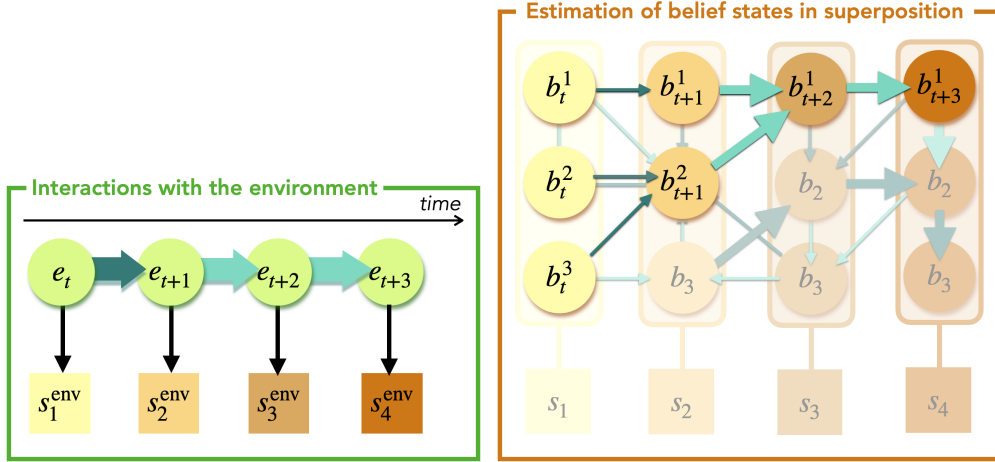 Estimation of belief states in superposition
b_t^1 b_{t+1}^1 b_{t+2}^1 b_{t+3}^1
b_t^2 b_{t+1}^2 b_2 b_2
b_t^3 b_3 b_3 b_3
s_1 s_2 s_3 s_4
Interactions with the environment
time
e_t e_{t+1} e_{t+2} e_{t+3}
s_1^{env} s_2^{env} s_3^{env} s_4^{env}